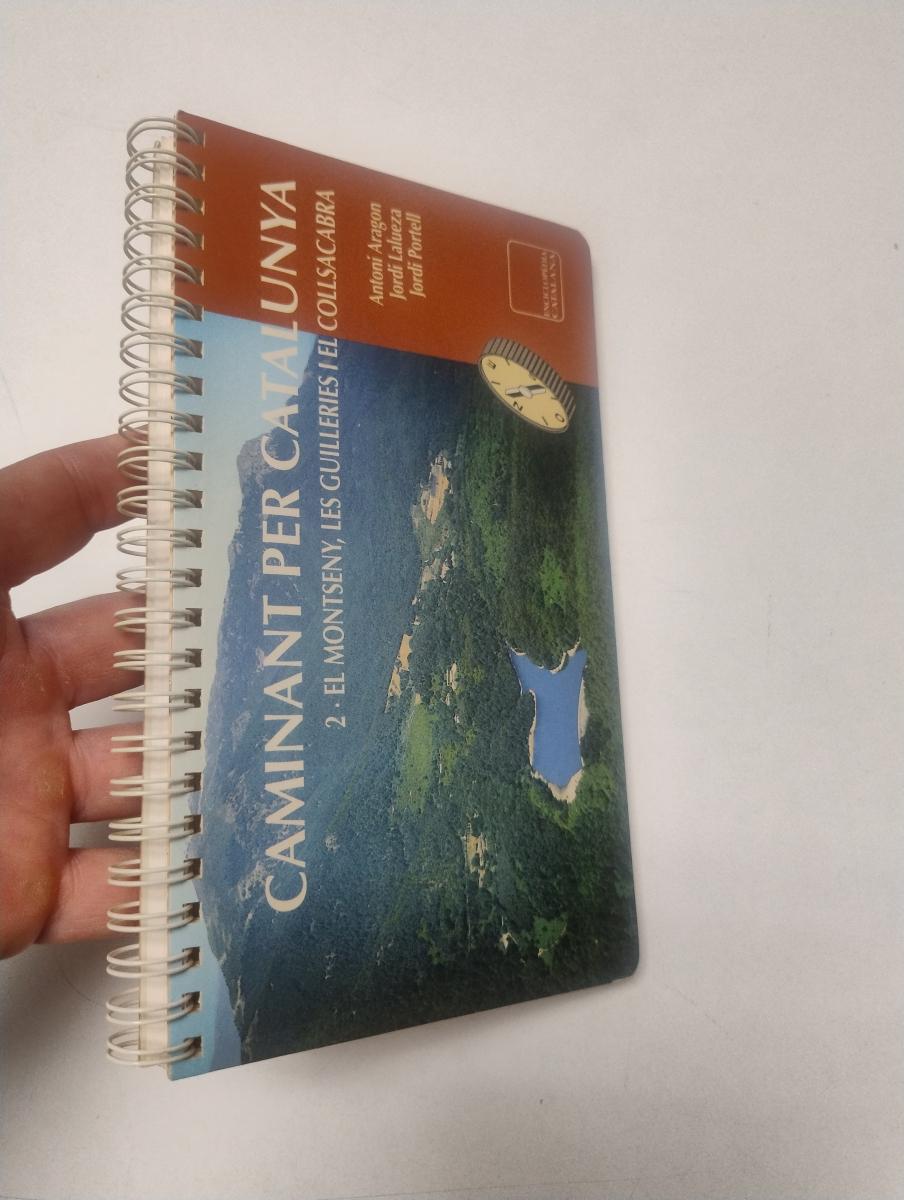 CAMINANT PER CATALUNYA
2 · EL MONTSENY, LES GUILLERIES I EL COLLSACABRA
Antoni Aragon
Jordi Lalueza
Jordi Portell
ENCICLOPÈDIA
CATALANA